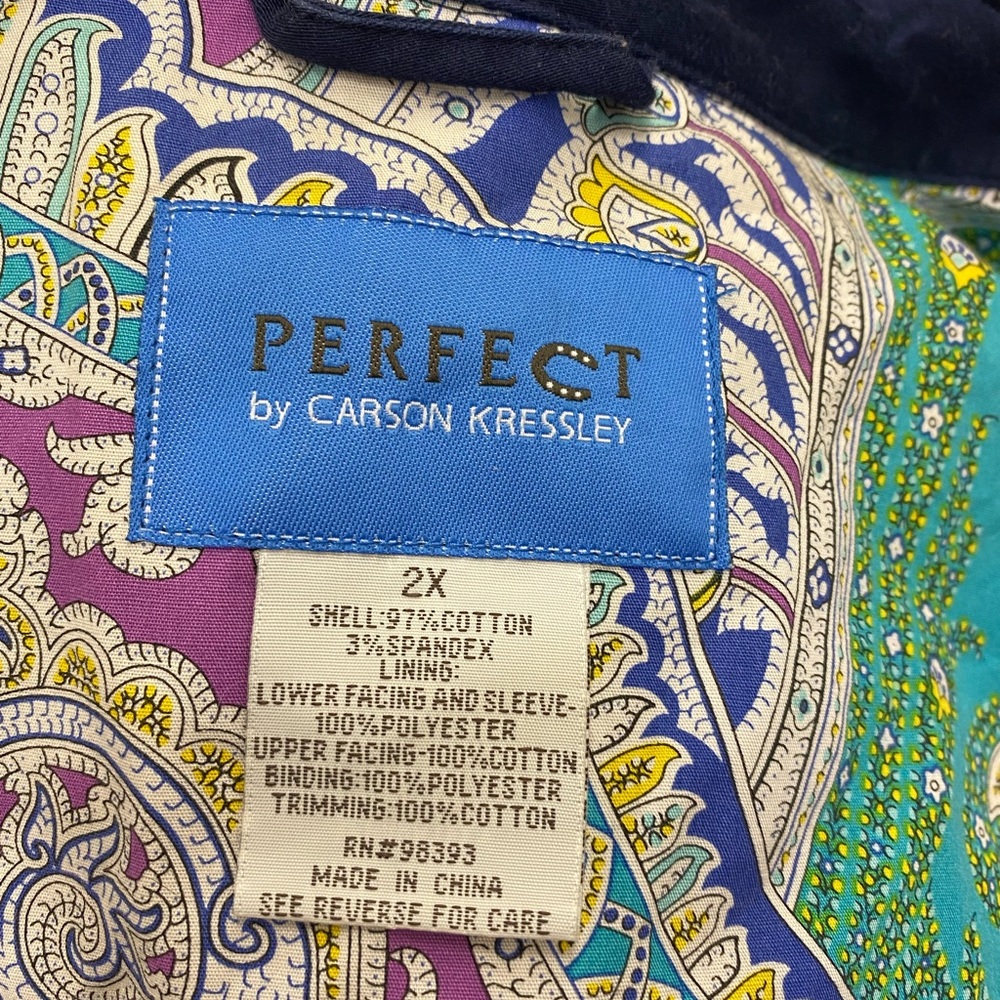 PERFECT
by CARSON KRESSLEY
2X
SHELL:97%COTTON
3%SPANDEX
LINING:
LOWER FACING AND SLEEVE-
100%POLYESTER
UPPER FACING-100%COTTON
BINDING:100%POLYESTER
TRIMMING:100%COTTON
RN#98393
MADE IN CHINA
SEE REVERSE FOR CARE